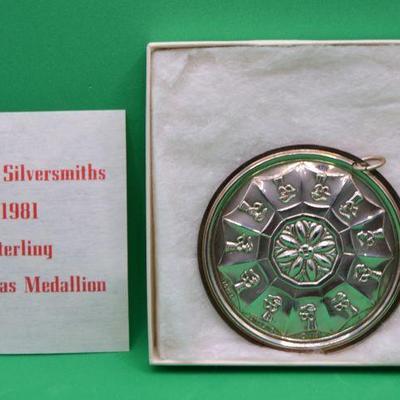 Silversmiths
1981
terling
as Medallion